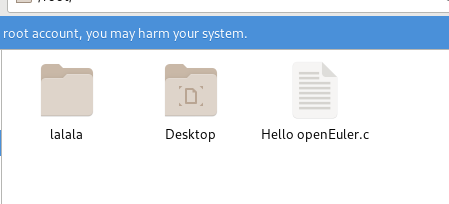 root account, you may harm your system.
lalala
Desktop
Hello openEuler.c